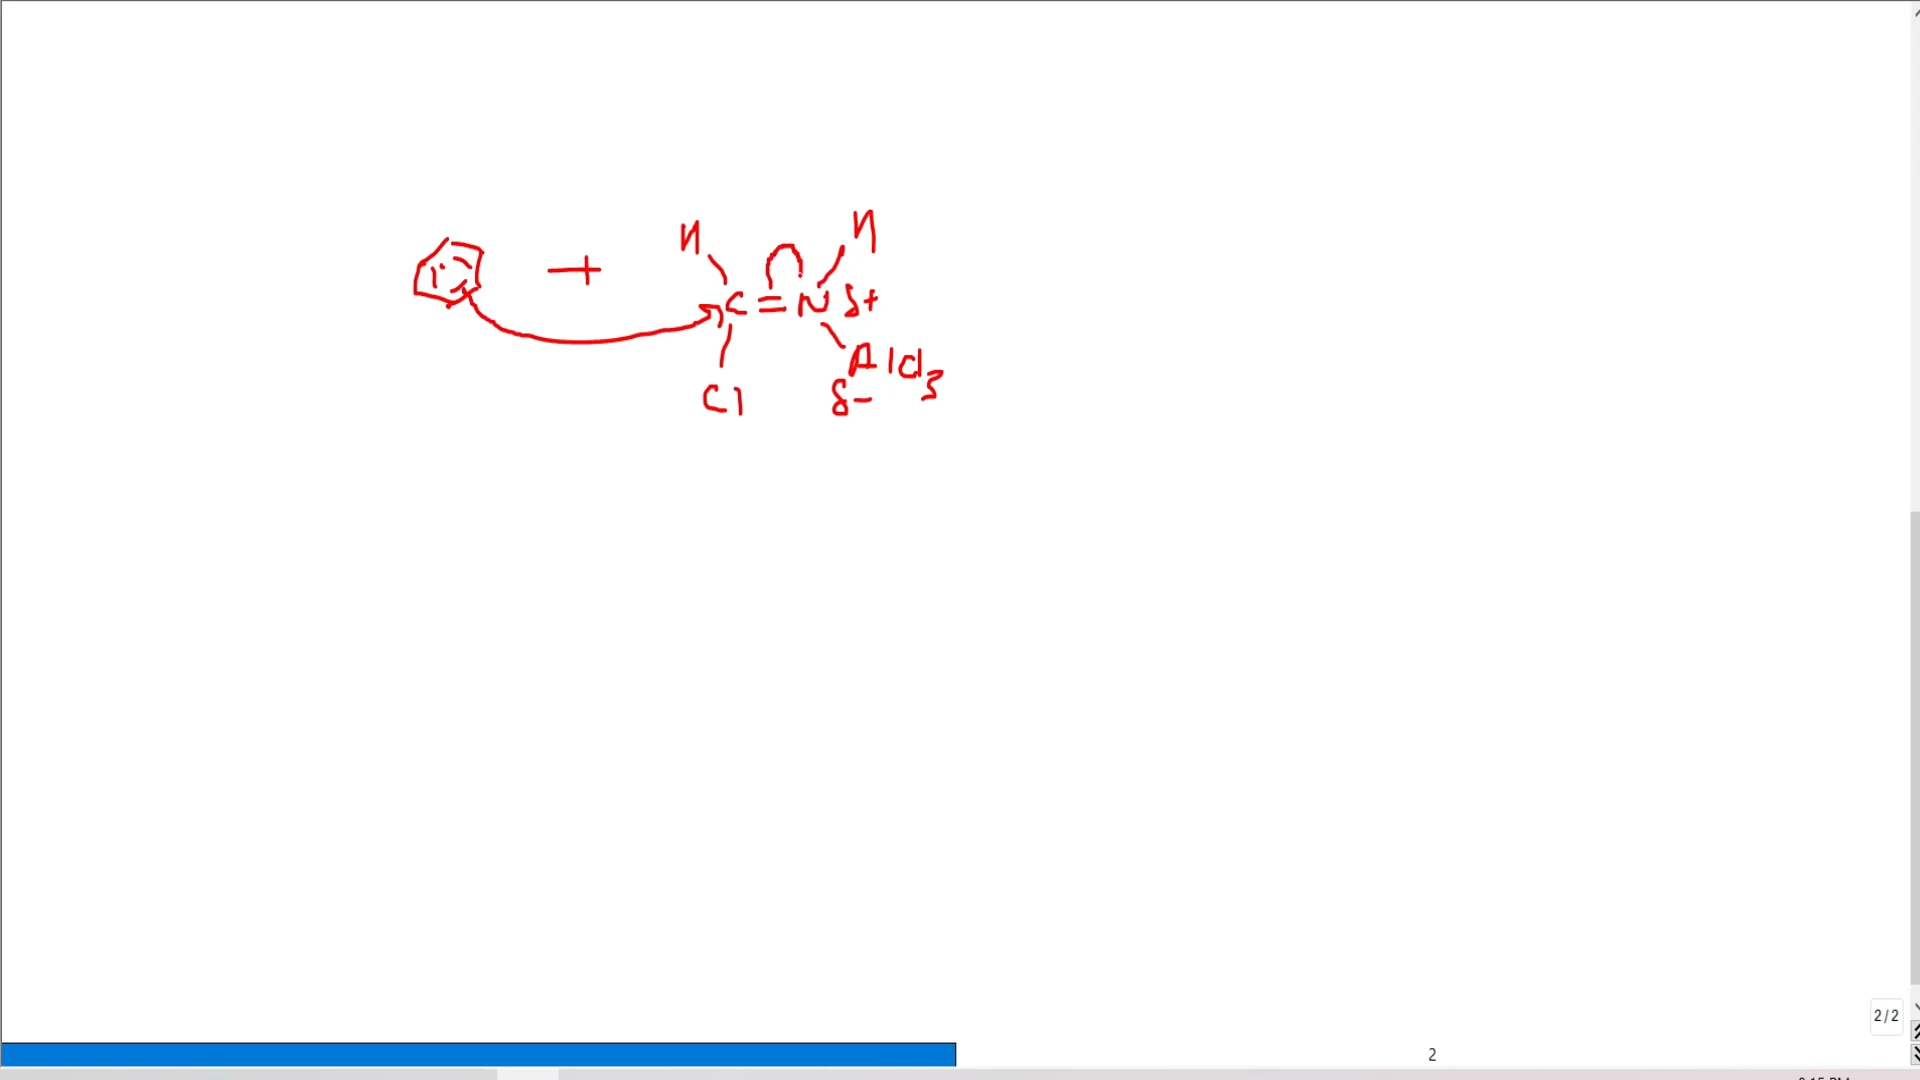 +
H H
C = N δ+
Cl AlCl3
δ-
2/2
2